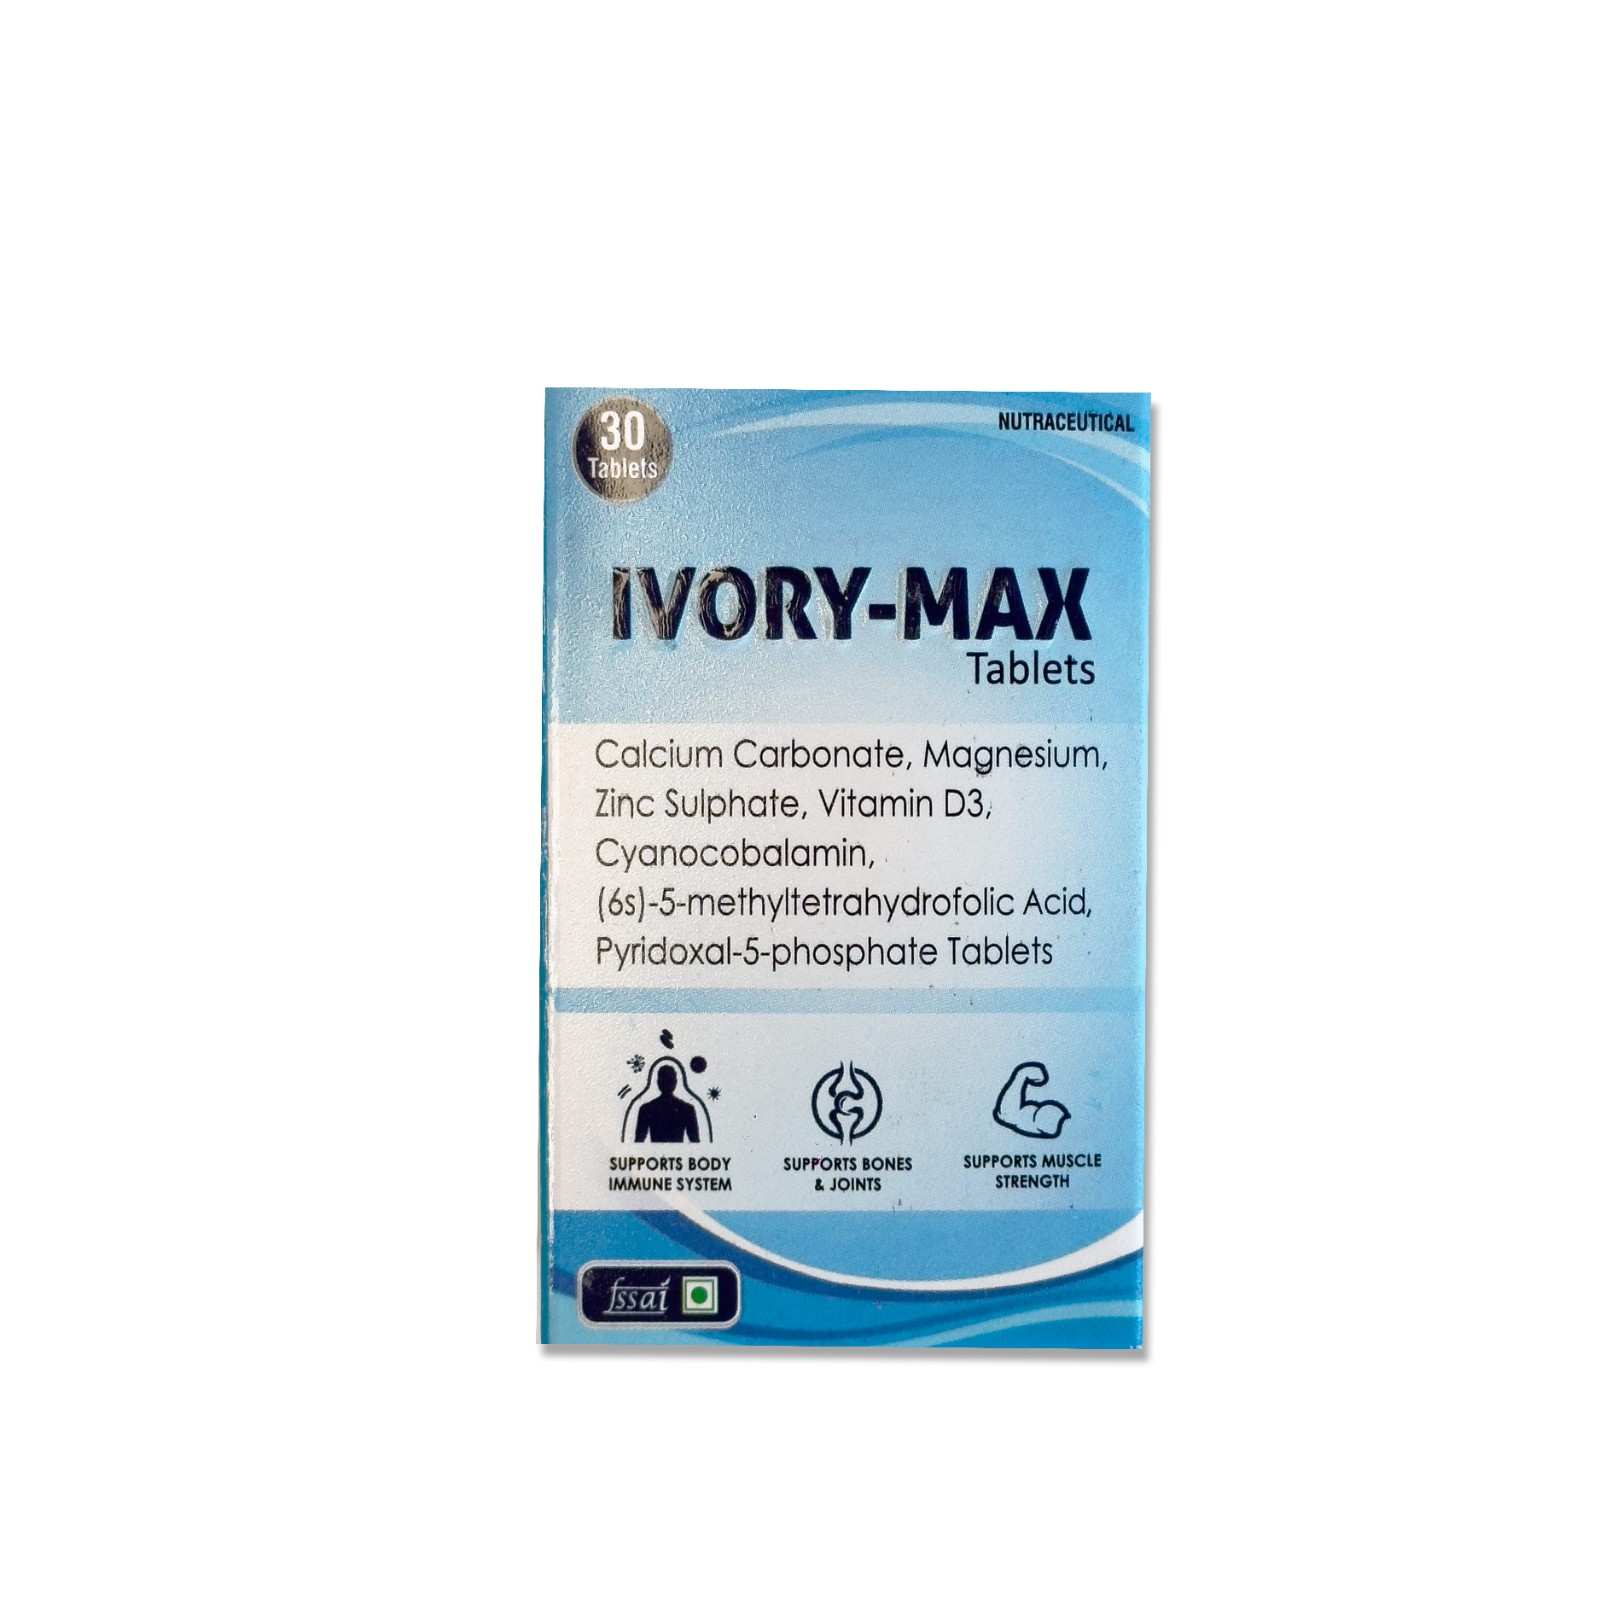 30
Tablets
NUTRACEUTICAL
IVORY-MAX
Tablets
Calcium Carbonate, Magnesium,
Zinc Sulphate, Vitamin D3,
Cyanocobalamin,
(6s)-5-methyltetrahydrofolic Acid,
Pyridoxal-5-phosphate Tablets
SUPPORTS BODY
IMMUNE SYSTEM
SUPPORTS BONES
& JOINTS
SUPPORTS MUSCLE
STRENGTH
fssai